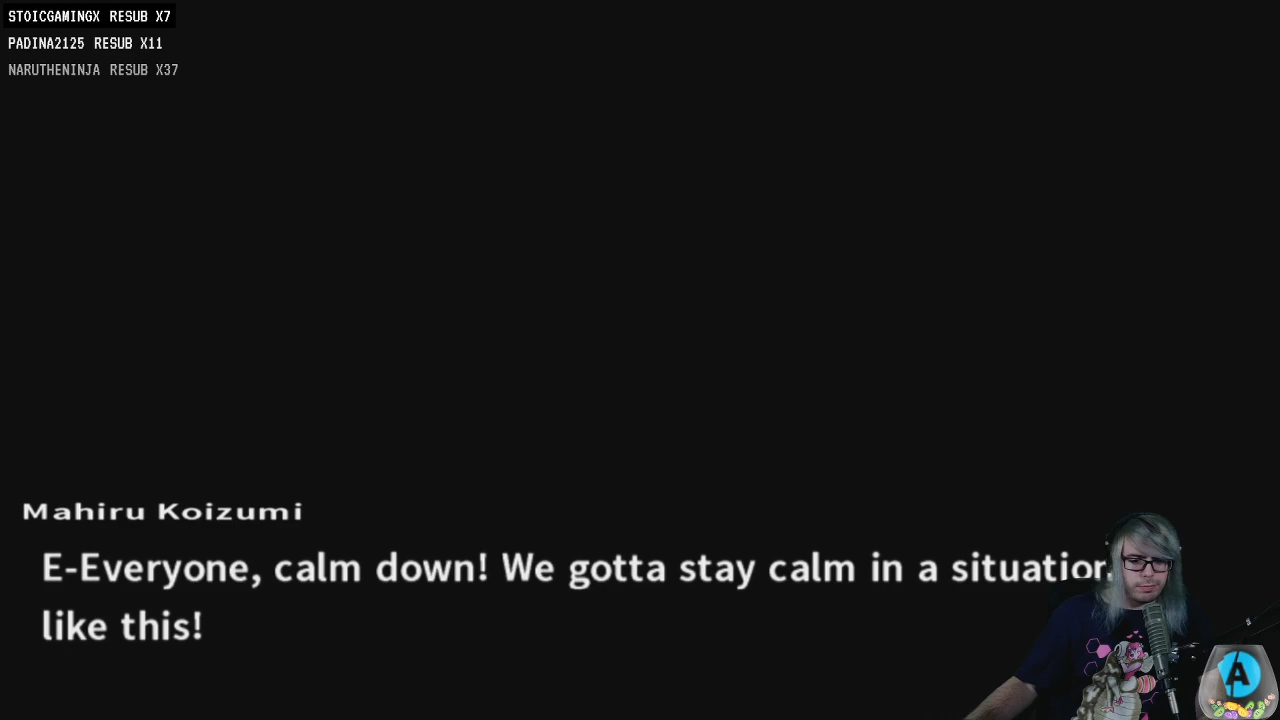 STOICGAMINGX RESUB X7
PADINA2125 RESUB X11
NARUTHENINJA RESUB X37
Mahiru Koizumi
E-Everyone, calm down! We gotta stay calm in a situation
like this!
A